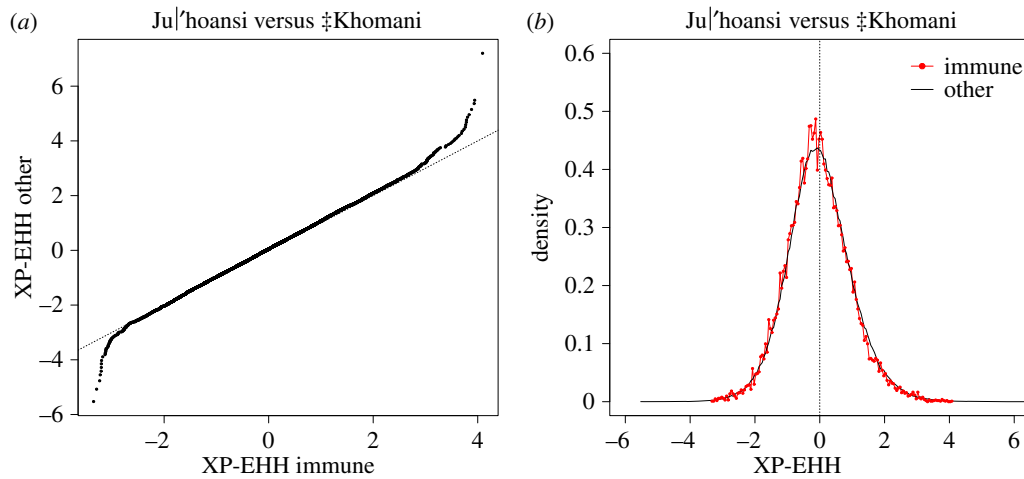 (a) Ju|′hoansi versus ‡Khomani
XP-EHH other
6
4
2
0
−2
−4
−6
−2 0 2 4
XP-EHH immune
(b) Ju|′hoansi versus ‡Khomani
density
0.6
0.5
0.4
0.3
0.2
0.1
0
immune
other
−6 −4 −2 0 2 4 6
XP-EHH